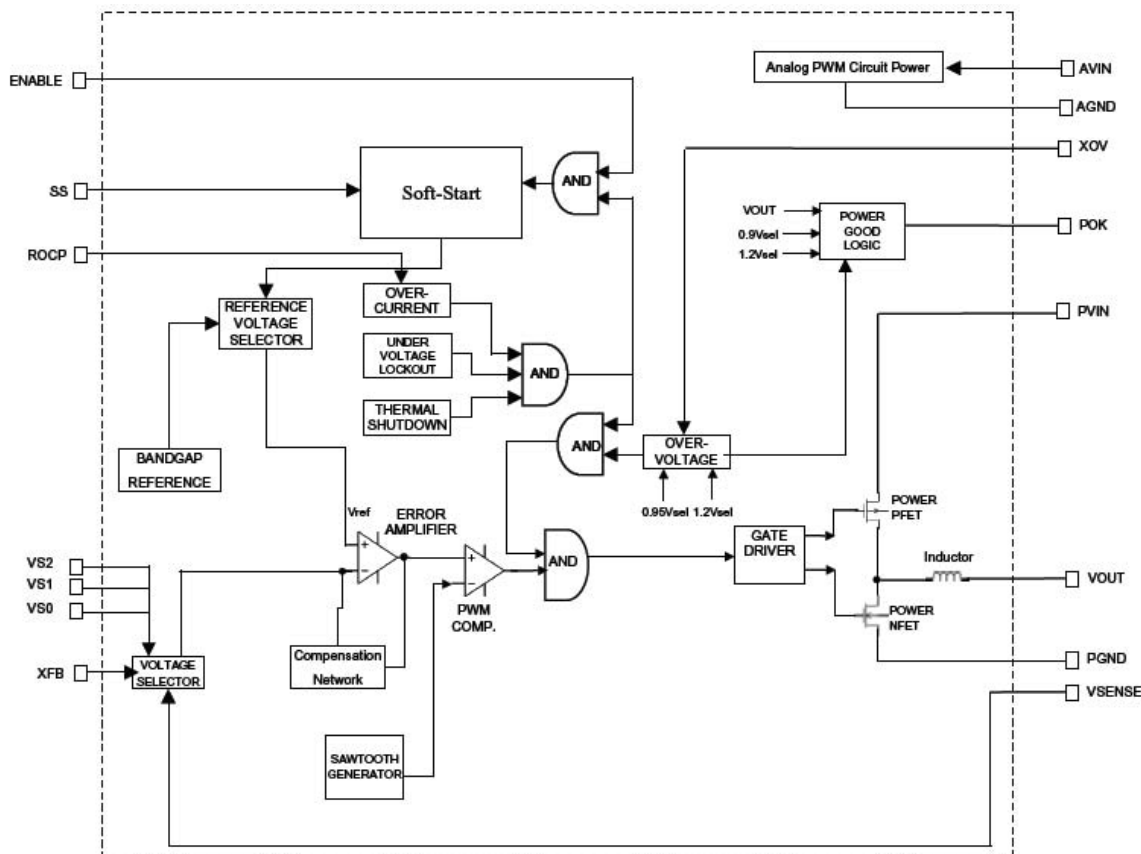 ENABLE
Analog PWM Circuit Power
AVIN
AGND
XOV
SS
Soft-Start
AND
VOUT
0.9Vsel
1.2Vsel
POWER
GOOD
LOGIC
POK
ROCP
OVER-
CURRENT
REFERENCE
VOLTAGE
SELECTOR
PVIN
UNDER
VOLTAGE
LOCKOUT
AND
THERMAL
SHUTDOWN
AND
OVER-
VOLTAGE
BANDGAP
REFERENCE
0.95Vsel 1.2Vsel
POWER
PFET
Vref
ERROR
AMPLIFIER
+
−
+
−
PWM
COMP.
AND
GATE
DRIVER
Inductor
VOUT
VS2
VS1
VS0
POWER
NFET
XFB
VOLTAGE
SELECTOR
Compensation
Network
PGND
VSENSE
SAWTOOTH
GENERATOR